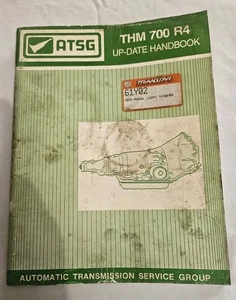 ATSG
THM 700 R4
UP-DATE HANDBOOK
TRANSTAR
61Y02
AUTOMATIC TRANSMISSION SERVICE GROUP